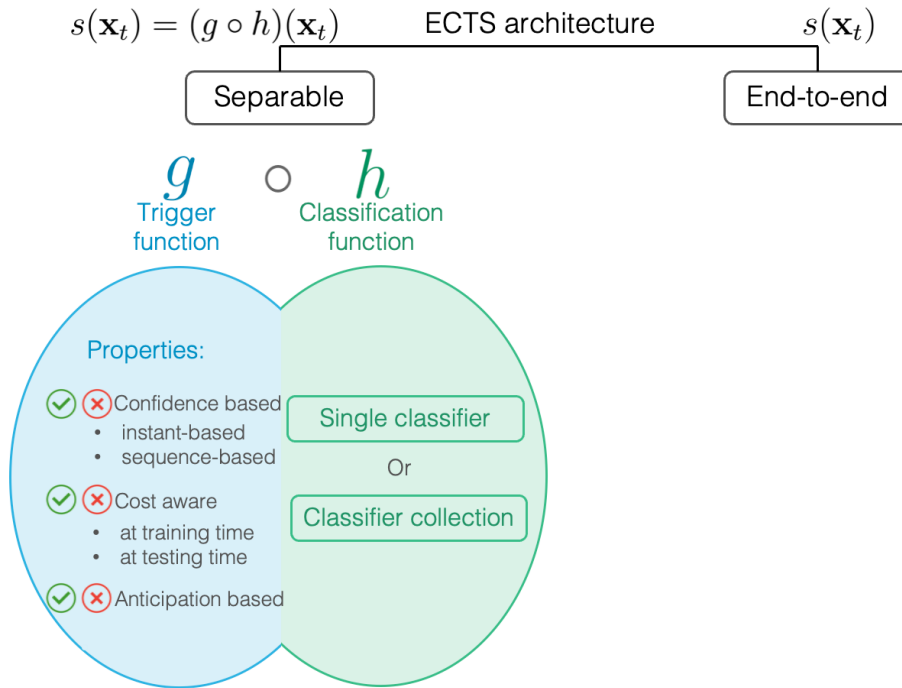 s(x_t) = (g ∘ h)(x_t) ECTS architecture s(x_t)
Separable End-to-end
g ∘ h
Trigger
function
Classification
function
Properties:
Confidence based
• instant-based
• sequence-based
Cost aware
• at training time
• at testing time
Anticipation based
Single classifier
Or
Classifier collection